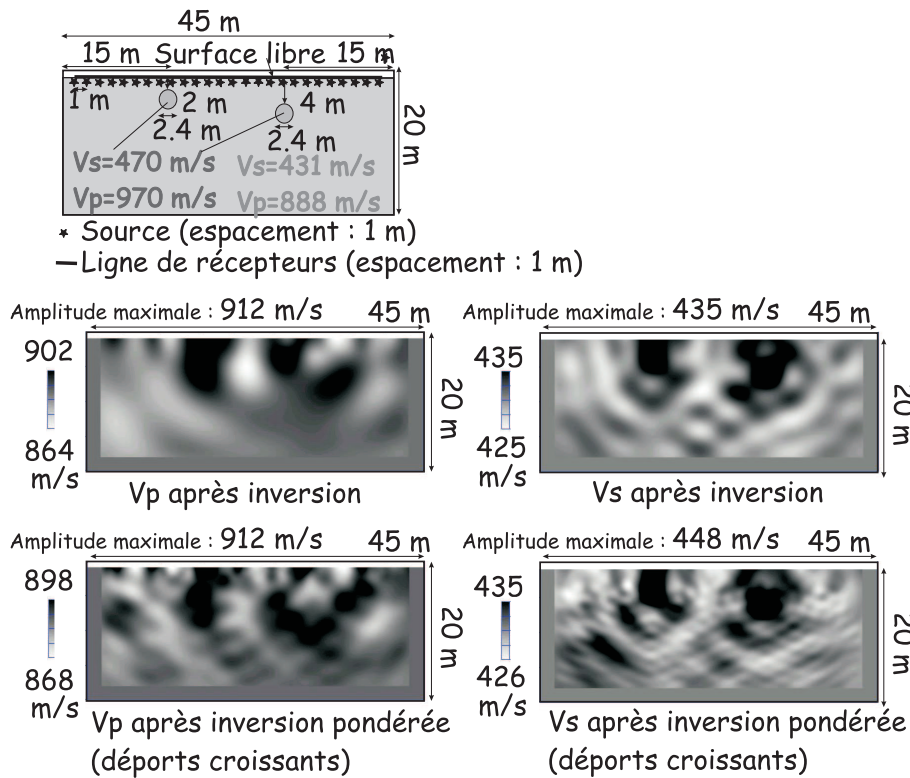 45 m
15 m Surface libre 15 m
1 m 2 m 4 m
2.4 m
2.4 m
20 m
Vs=470 m/s Vs=431 m/s
Vp=970 m/s Vp=888 m/s
Source (espacement : 1 m)
Ligne de récepteurs (espacement : 1 m)
Amplitude maximale : 912 m/s 45 m
902
864
m/s
20 m
Vp après inversion
Amplitude maximale : 435 m/s 45 m
435
425
m/s
20 m
Vs après inversion
Amplitude maximale : 912 m/s 45 m
898
868
m/s
20 m
Vp après inversion pondérée
(déports croissants)
Amplitude maximale : 448 m/s 45 m
435
426
m/s
20 m
Vs après inversion pondérée
(déports croissants)